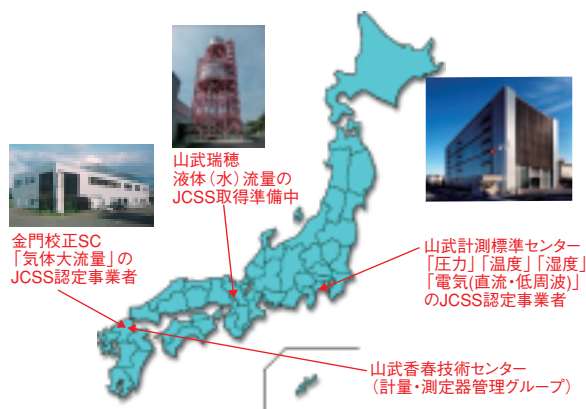 山武瑞穂
液体（水）流量の
JCSS取得準備中
金門校正SC
「気体大流量」の
JCSS認定事業者
山武計測標準センター
「圧力」「温度」「湿度」
「電気(直流・低周波)」
のJCSS認定事業者
山武香春技術センター
（計量・測定器管理グループ）